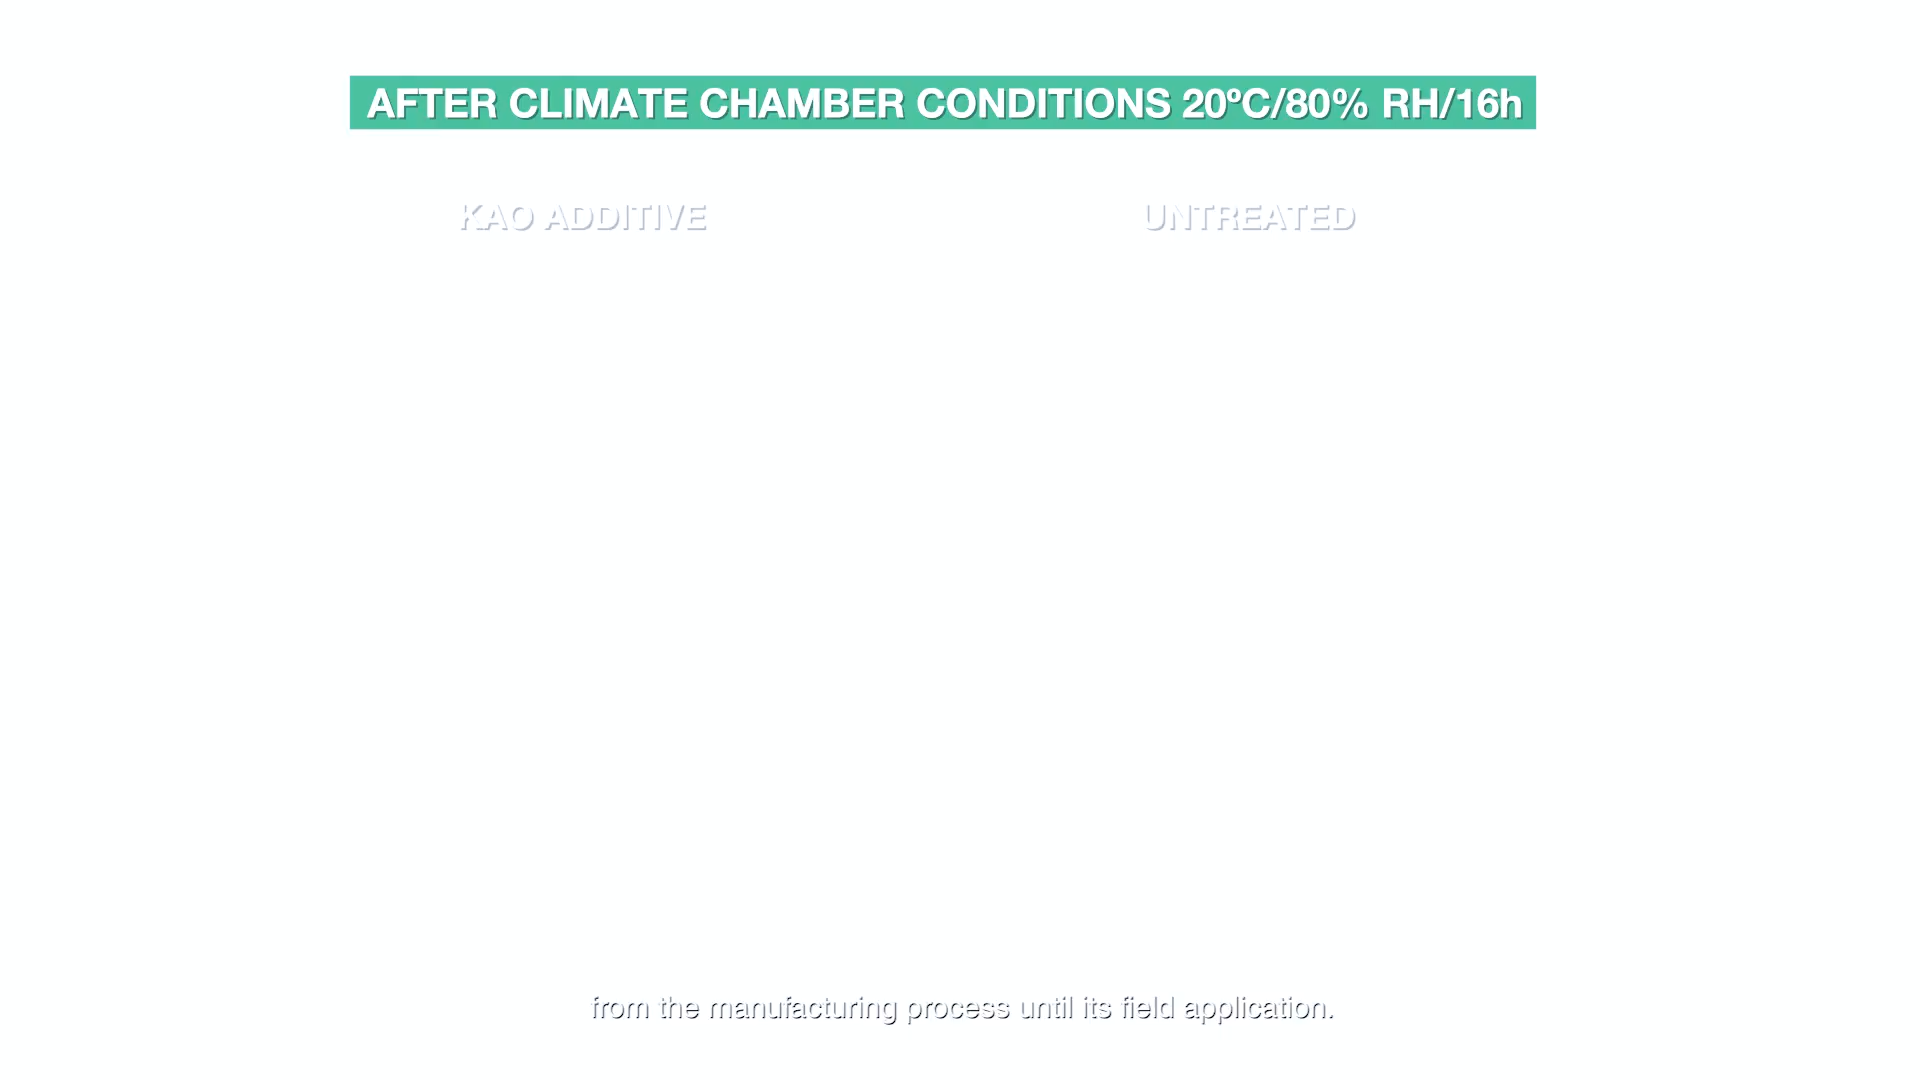 AFTER CLIMATE CHAMBER CONDITIONS 20ºC/80% RH/16h
KAO ADDITIVE
UNTREATED
from the manufacturing process until its field application.